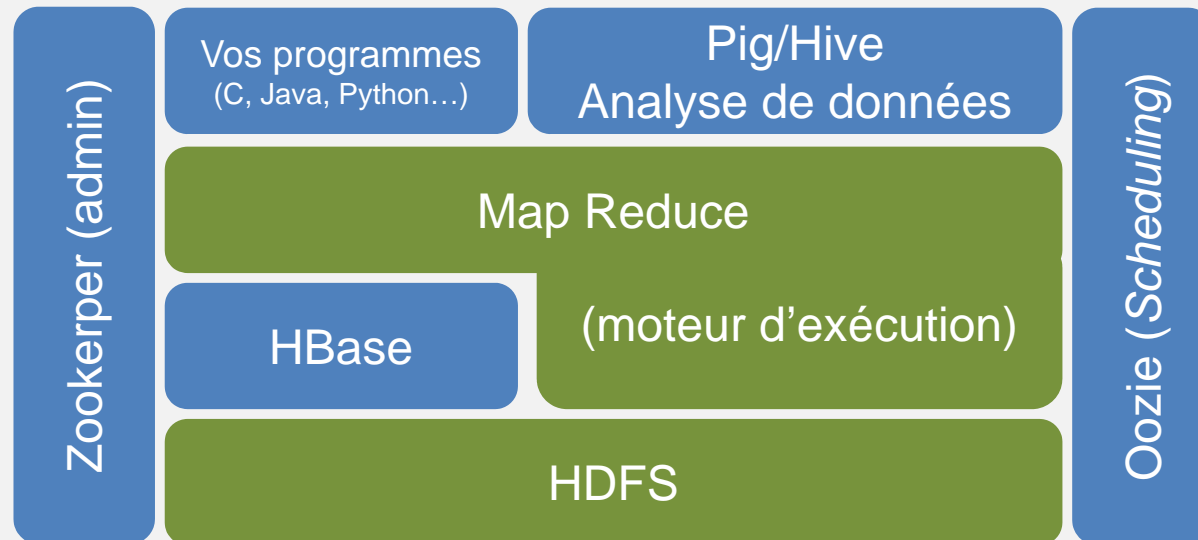 Zookerper (admin)
Vos programmes
(C, Java, Python…)
Pig/Hive
Analyse de données
Map Reduce
(moteur d’exécution)
HBase
HDFS
Oozie (Scheduling)